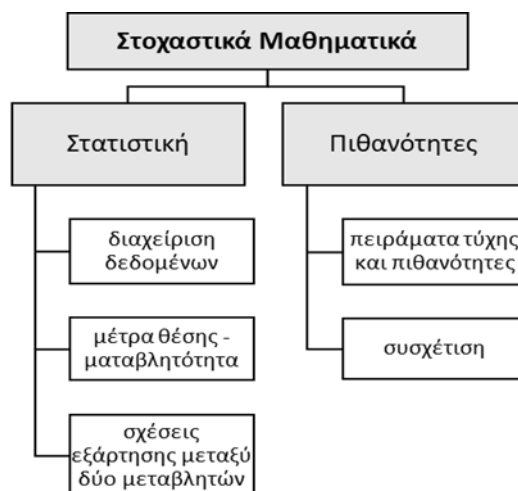 Στοχαστικά Μαθηματικά
Στατιστική
Πιθανότητες
διαχείριση
δεδομένων
μέτρα θέσης -
ματαβλητότητα
σχέσεις
εξάρτησης μεταξύ
δύο μεταβλητών
πειράματα τύχης
και πιθανότητες
συσχέτιση